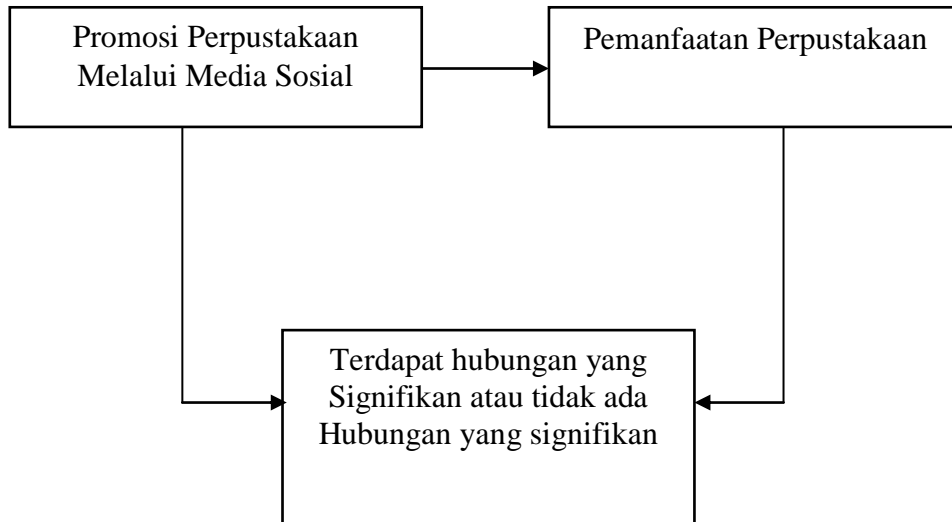 Promosi Perpustakaan
Melalui Media Sosial
Pemanfaatan Perpustakaan
Terdapat hubungan yang
Signifikan atau tidak ada
Hubungan yang signifikan